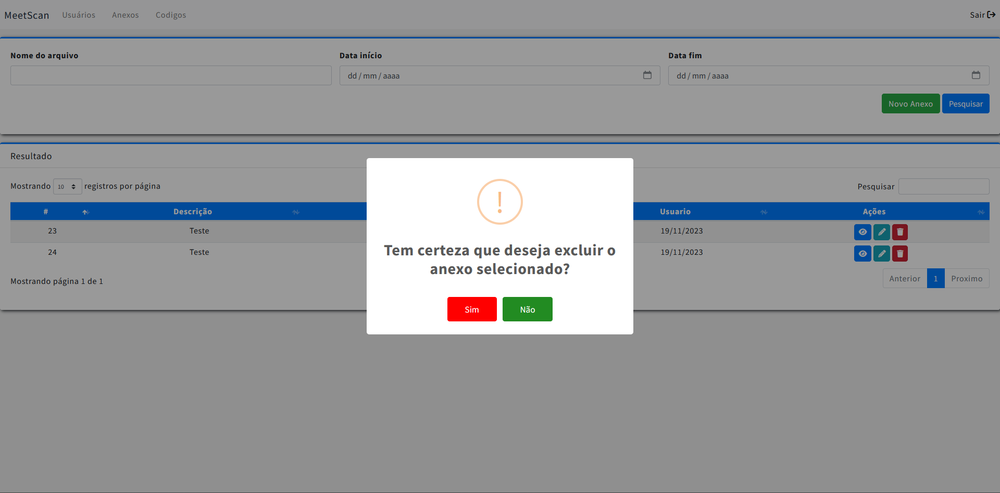 MeetScan Usuários Anexos Codigos Sair
Nome do arquivo Data início Data fim
dd / mm / aaaa dd / mm / aaaa
Novo Anexo Pesquisar
Resultado
Mostrando 10 registros por página Pesquisar
# Descrição Usuario Ações
23 Teste 19/11/2023
24 Teste 19/11/2023
Mostrando página 1 de 1 Anterior 1 Proximo
!
Tem certeza que deseja excluir o
anexo selecionado?
Sim Não